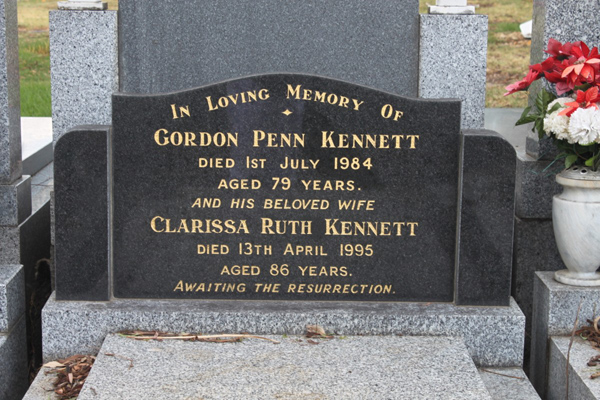 In Loving Memory Of
Gordon Penn Kennett
died 1st July 1984
aged 79 years.
and his beloved wife
Clarissa Ruth Kennett
died 13th April 1995
aged 86 years.
Awaiting the resurrection.